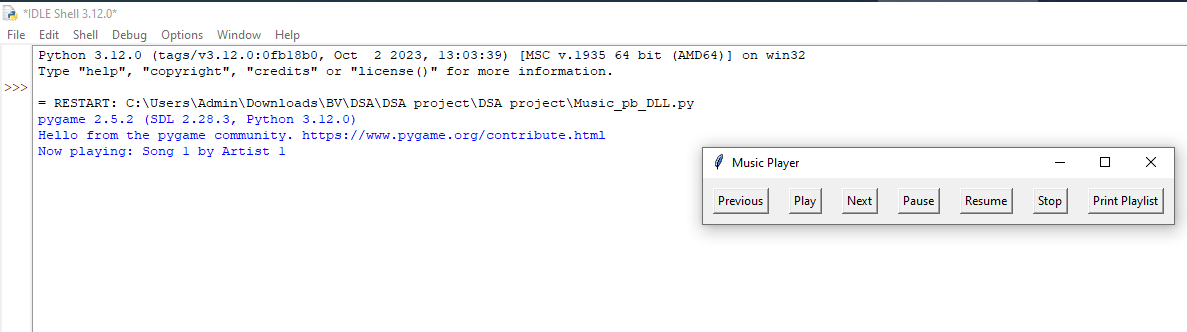 *IDLE Shell 3.12.0*
File Edit Shell Debug Options Window Help
Python 3.12.0 (tags/v3.12.0:0fb18b0, Oct  2 2023, 13:03:39) [MSC v.1935 64 bit (AMD64)] on win32
Type "help", "copyright", "credits" or "license()" for more information.
>>>
= RESTART: C:\Users\Admin\Downloads\BV\DSA\DSA project\DSA project\Music_pb_DLL.py
pygame 2.5.2 (SDL 2.28.3, Python 3.12.0)
Hello from the pygame community. https://www.pygame.org/contribute.html
Now playing: Song 1 by Artist 1
Music Player
Previous Play Next Pause Resume Stop Print Playlist